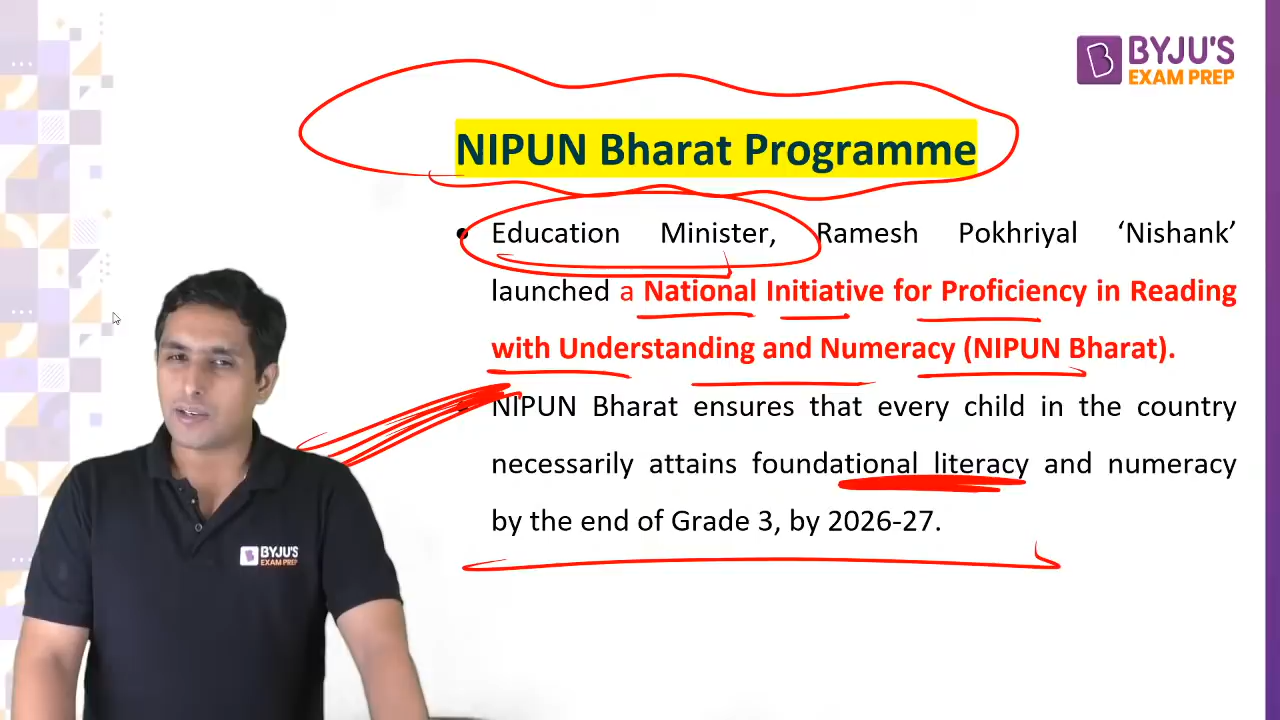 BYJU'S
EXAM PREP
NIPUN Bharat Programme
• Education Minister, Ramesh Pokhriyal ‘Nishank’
launched a National Initiative for Proficiency in Reading
with Understanding and Numeracy (NIPUN Bharat).
• NIPUN Bharat ensures that every child in the country
necessarily attains foundational literacy and numeracy
by the end of Grade 3, by 2026-27.
BYJU'S
EXAM PREP